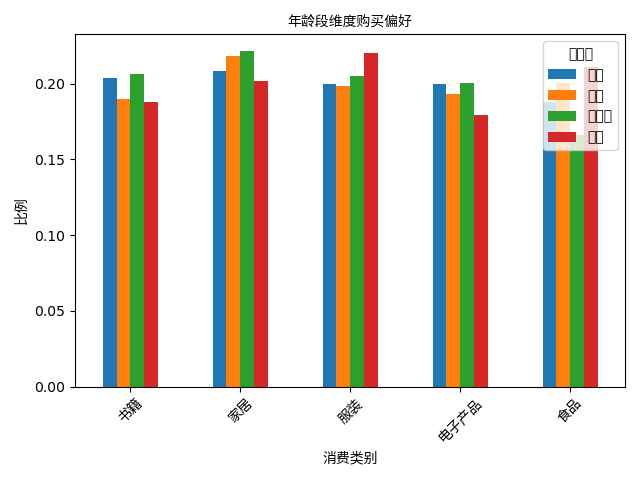 年龄段维度购买偏好
0.20
0.15
0.10
0.05
0.00
比例
书籍
家居
服装
电子产品
食品
消费类别